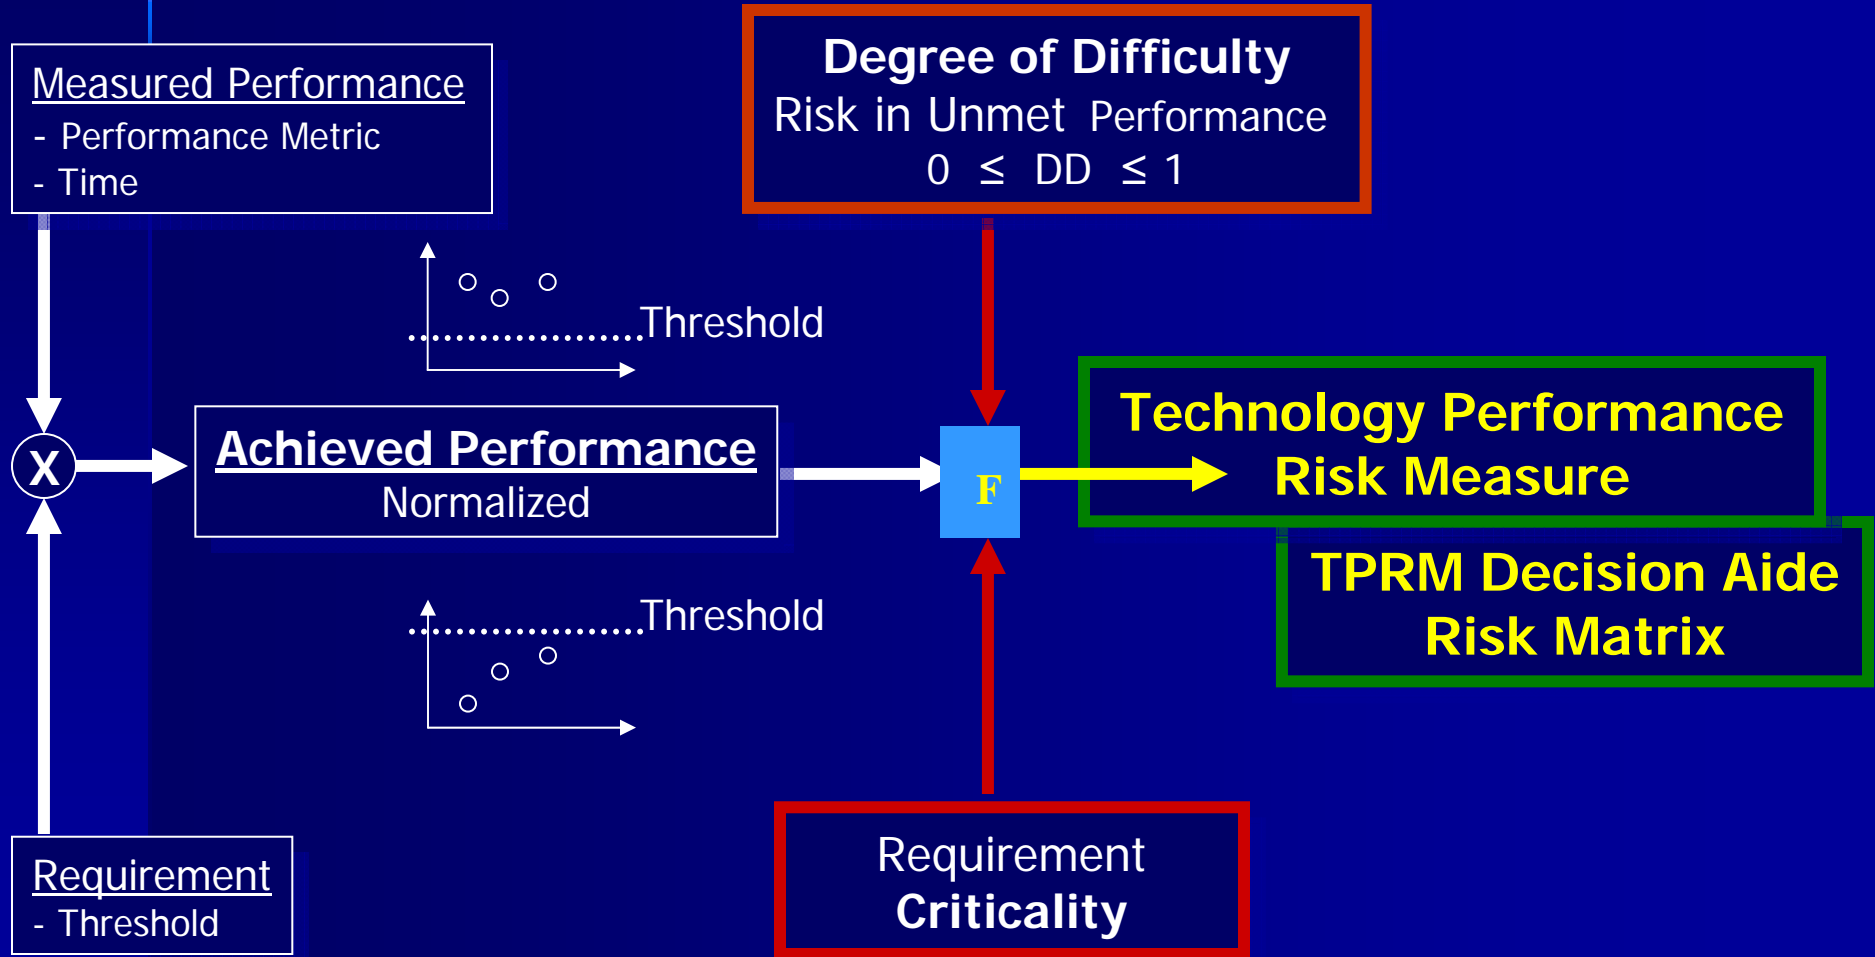 Measured Performance
- Performance Metric
- Time
Degree of Difficulty
Risk in Unmet Performance
0 ≤ DD ≤ 1
Threshold
X
Achieved Performance
Normalized
F
Technology Performance
Risk Measure
TPRM Decision Aide
Risk Matrix
Threshold
Requirement
- Threshold
Requirement
Criticality